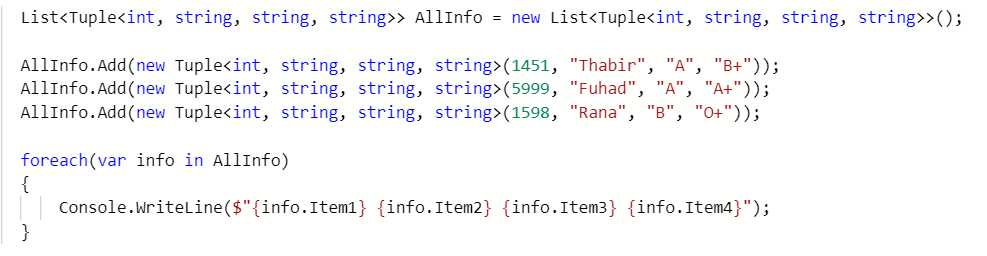 List<Tuple<int, string, string, string>> AllInfo = new List<Tuple<int, string, string, string>>();
AllInfo.Add(new Tuple<int, string, string, string>(1451, "Thabir", "A", "B+"));
AllInfo.Add(new Tuple<int, string, string, string>(5999, "Fuhad", "A", "A+"));
AllInfo.Add(new Tuple<int, string, string, string>(1598, "Rana", "B", "O+"));
foreach(var info in AllInfo)
{
Console.WriteLine($"{info.Item1} {info.Item2} {info.Item3} {info.Item4}");
}